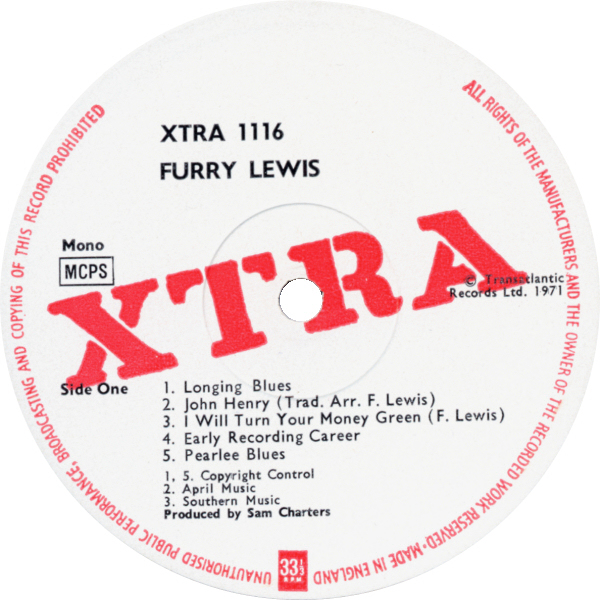 XTRA 1116
FURRY LEWIS
Mono
MCPS
XTRA
© Transatlantic
Records Ltd. 1971
Side One
1. Longing Blues
2. John Henry (Trad. Arr. F. Lewis)
3. I Will Turn Your Money Green (F. Lewis)
4. Early Recording Career
5. Pearlee Blues
1, 5. Copyright Control
2. April Music
3. Southern Music
Produced by Sam Charters
33⅓
R.P.M.
ALL RIGHTS OF THE MANUFACTURERS AND THE OWNER OF THE RECORDED WORK RESERVED · MADE IN ENGLAND
UNAUTHORISED PUBLIC PERFORMANCE, BROADCASTING AND COPYING OF THIS RECORD PROHIBITED